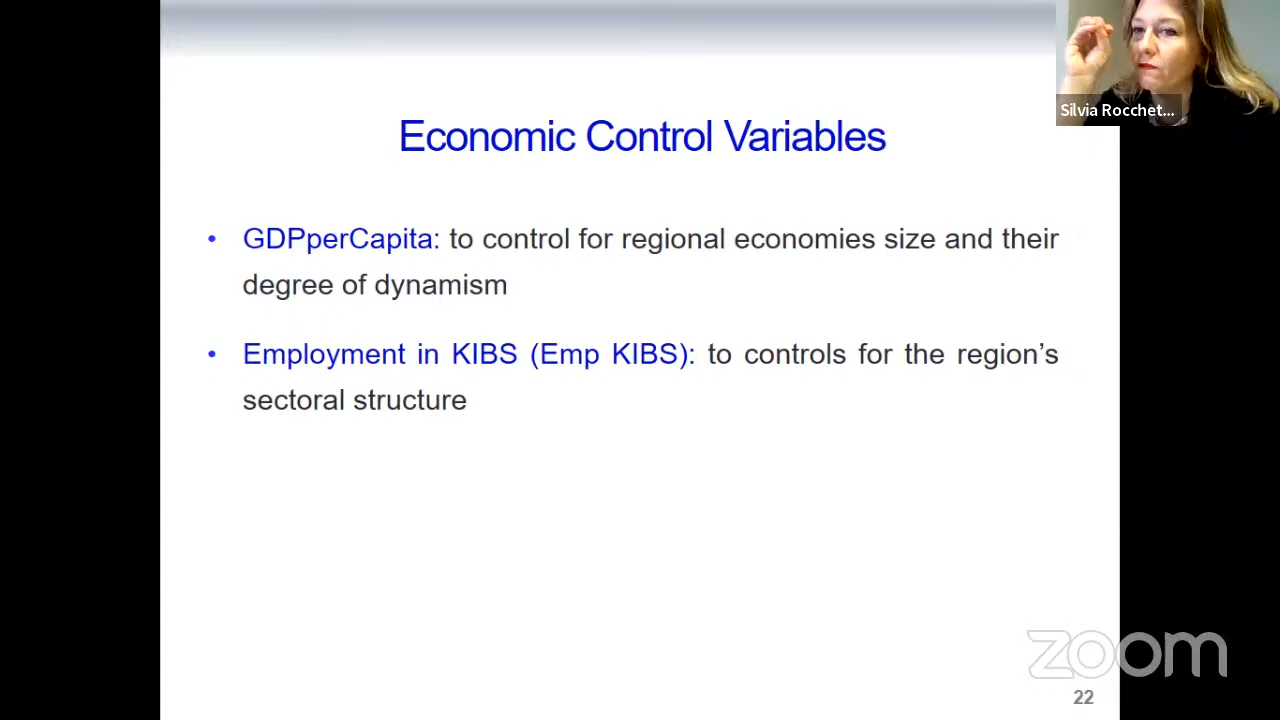 Silvia Rocchet...
Economic Control Variables
• GDPperCapita: to control for regional economies size and their
degree of dynamism
• Employment in KIBS (Emp KIBS): to controls for the region's
sectoral structure
zoom
22